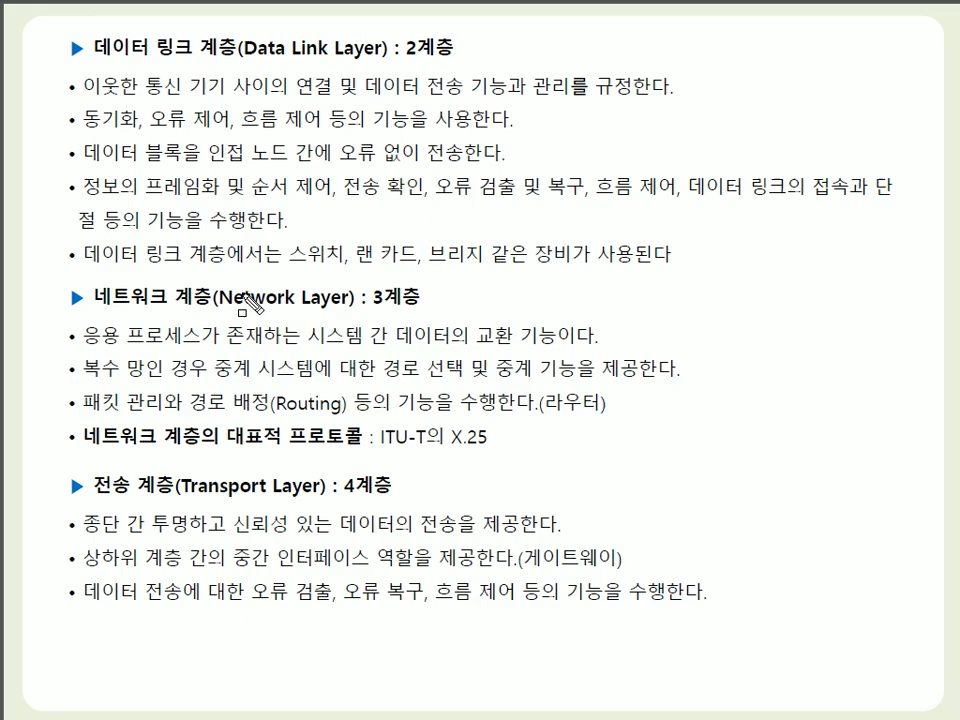 ▶ 데이터 링크 계층(Data Link Layer) : 2계층
• 이웃한 통신 기기 사이의 연결 및 데이터 전송 기능과 관리를 규정한다.
• 동기화, 오류 제어, 흐름 제어 등의 기능을 사용한다.
• 데이터 블록을 인접 노드 간에 오류 없이 전송한다.
• 정보의 프레임화 및 순서 제어, 전송 확인, 오류 검출 및 복구, 흐름 제어, 데이터 링크의 접속과 단
절 등의 기능을 수행한다.
• 데이터 링크 계층에서는 스위치, 랜 카드, 브리지 같은 장비가 사용된다
▶ 네트워크 계층(Network Layer) : 3계층
• 응용 프로세스가 존재하는 시스템 간 데이터의 교환 기능이다.
• 복수 망인 경우 중계 시스템에 대한 경로 선택 및 중계 기능을 제공한다.
• 패킷 관리와 경로 배정(Routing) 등의 기능을 수행한다.(라우터)
• 네트워크 계층의 대표적 프로토콜 : ITU-T의 X.25
▶ 전송 계층(Transport Layer) : 4계층
• 종단 간 투명하고 신뢰성 있는 데이터의 전송을 제공한다.
• 상하위 계층 간의 중간 인터페이스 역할을 제공한다.(게이트웨이)
• 데이터 전송에 대한 오류 검출, 오류 복구, 흐름 제어 등의 기능을 수행한다.